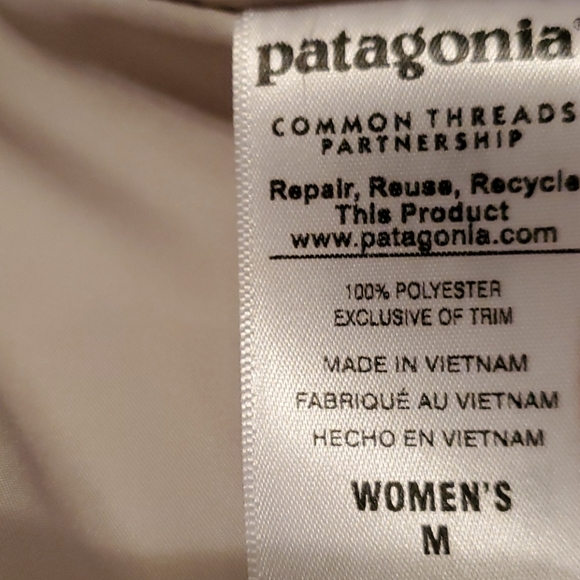 patagonia®
COMMON THREADS
PARTNERSHIP
Repair, Reuse, Recycle
This Product
www.patagonia.com
100% POLYESTER
EXCLUSIVE OF TRIM
MADE IN VIETNAM
FABRIQUÉ AU VIETNAM
HECHO EN VIETNAM
WOMEN'S
M